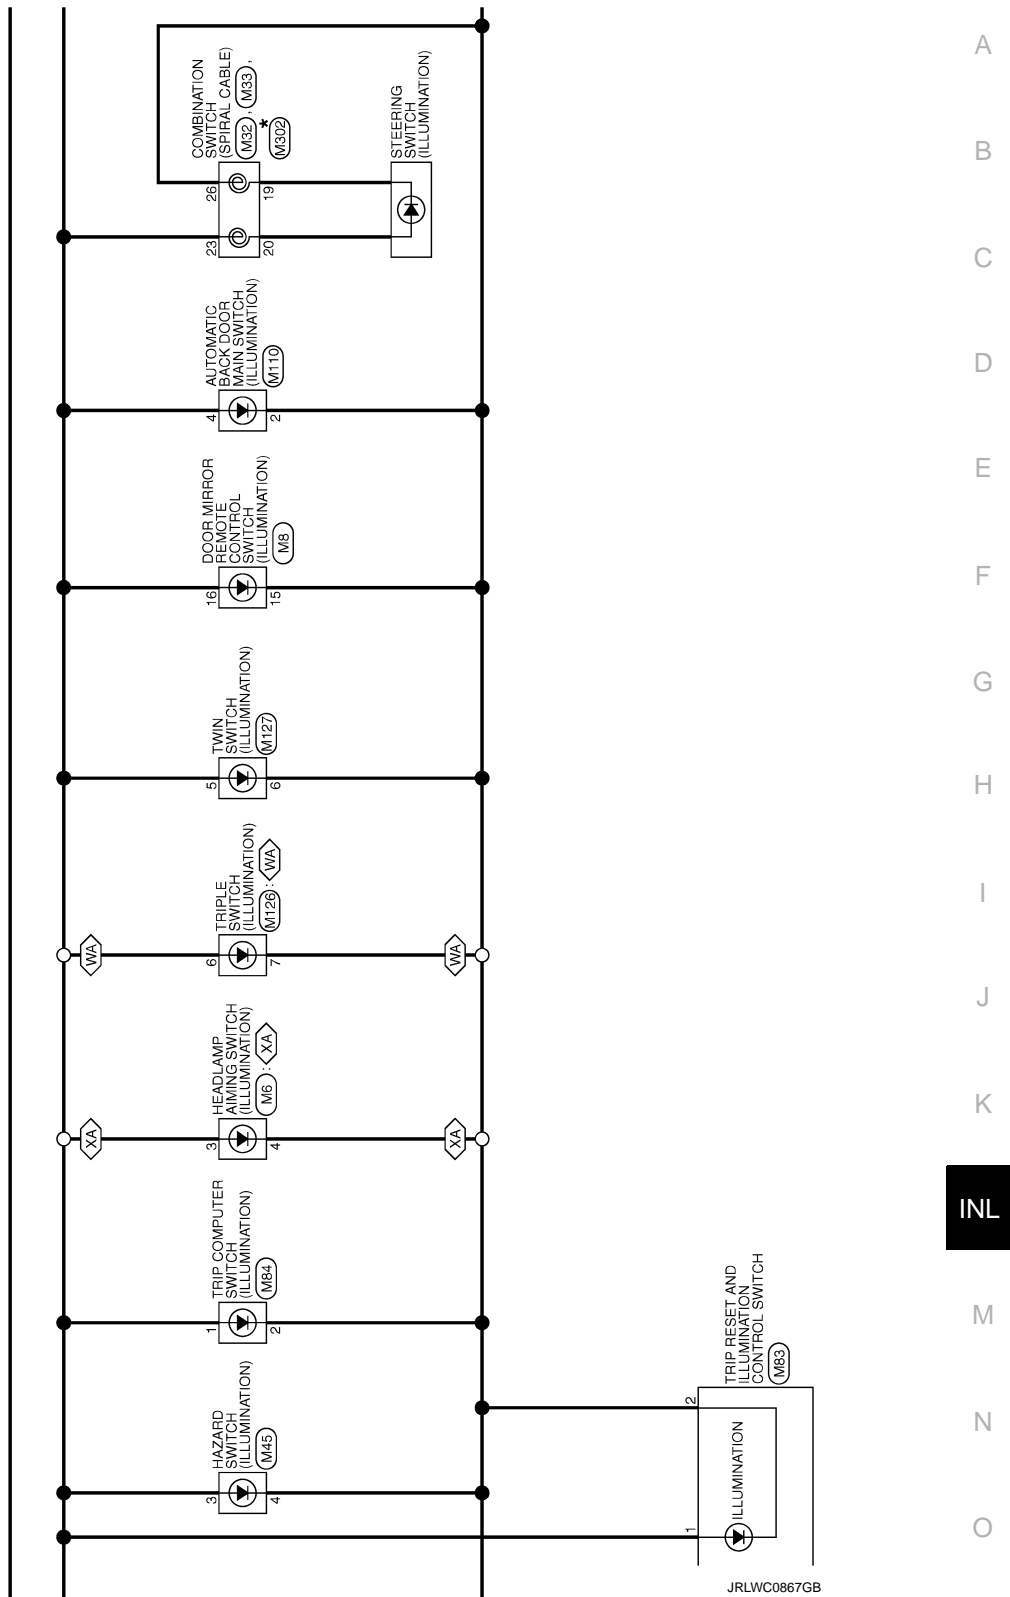 A
B
C
D
E
F
G
H
I
J
K
INL
M
N
O
COMBINATION
SWITCH
(SPIRAL CABLE)
M32 , M33 ,
*
M302
26
19
23
20
STEERING
SWITCH
(ILLUMINATION)
AUTOMATIC
BACK DOOR
MAIN SWITCH
(ILLUMINATION)
M110
4
2
DOOR MIRROR
REMOTE
CONTROL
SWITCH
(ILLUMINATION)
M8
16
15
TWIN
SWITCH
(ILLUMINATION)
M127
5
6
TRIPLE
SWITCH
(ILLUMINATION)
M126 : WA
WA
6
7
WA
HEADLAMP
AIMING SWITCH
(ILLUMINATION)
M6 : XA
XA
3
4
XA
TRIP COMPUTER
SWITCH
(ILLUMINATION)
M84
1
2
HAZARD
SWITCH
(ILLUMINATION)
M45
3
4
TRIP RESET AND
ILLUMINATION
CONTROL SWITCH
M83
2
ILLUMINATION
1
JRLWC0867GB